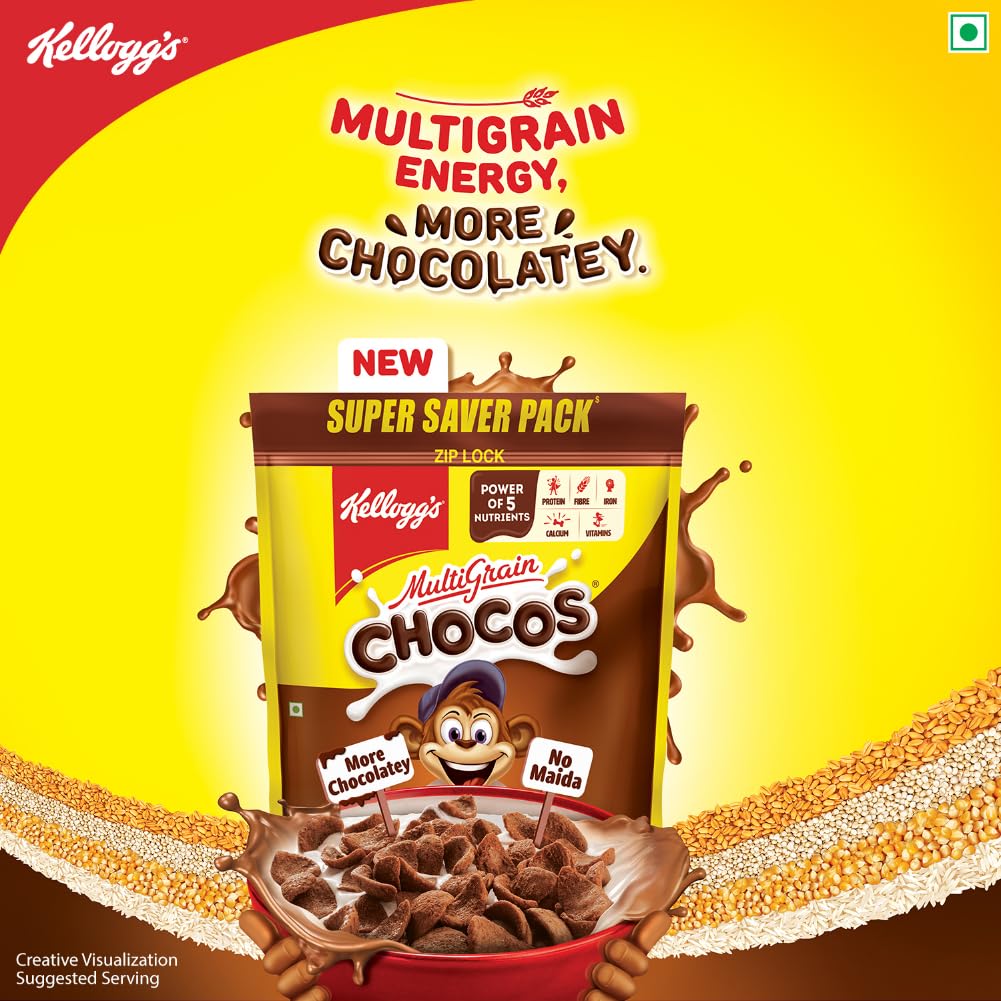 Kellogg's®
MULTIGRAIN
ENERGY,
MORE
CHOCOLATEY.
NEW
SUPER SAVER PACK$
ZIP LOCK
Kellogg's
POWER
OF 5
NUTRIENTS
PROTEIN FIBRE IRON
CALCIUM VITAMINS
MultiGrain
CHOCOS®
More
Chocolatey
No
Maida
Creative Visualization
Suggested Serving